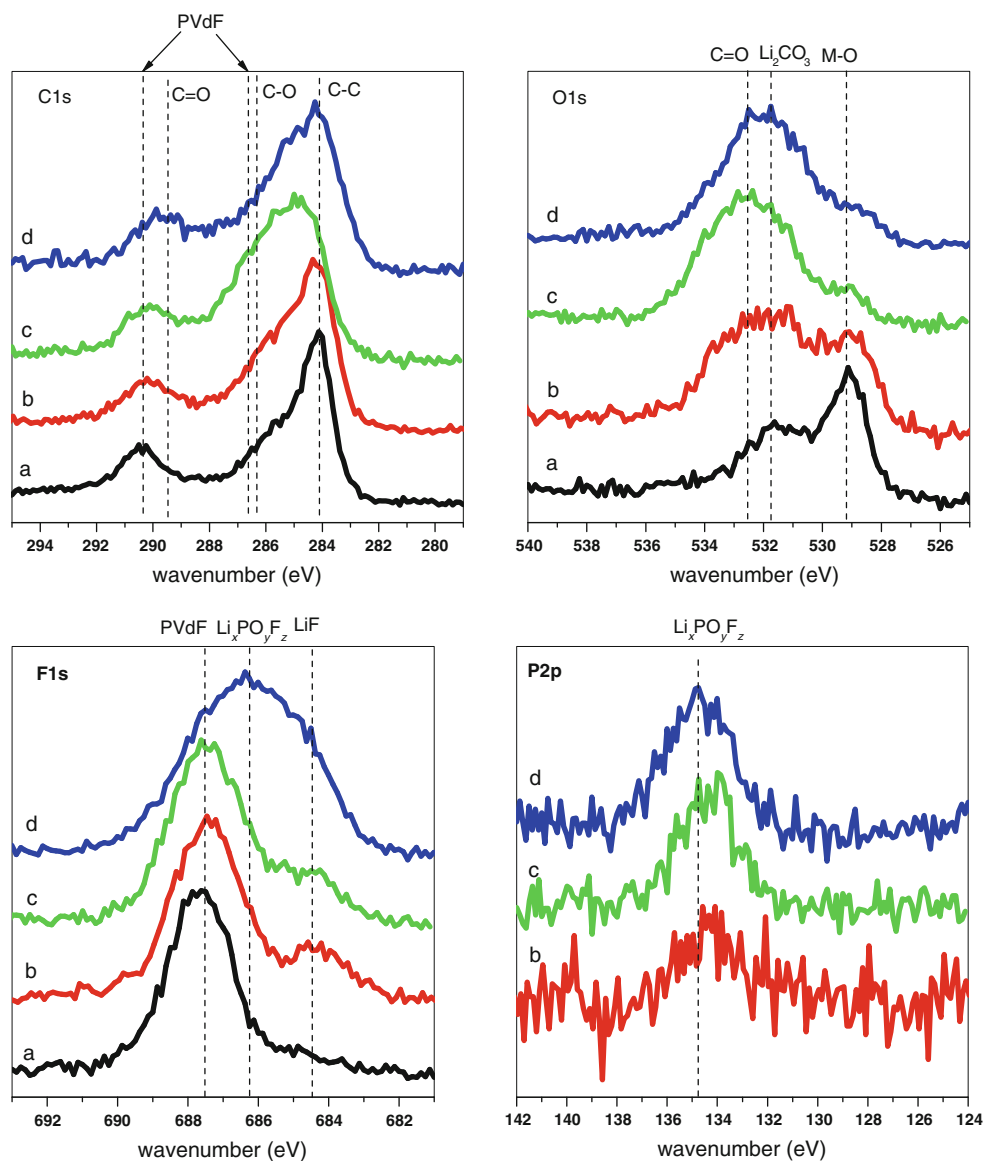 PVdF
C1s
C=O
C-O
C-C
d
c
b
a
294 292 290 288 286 284 282 280
wavenumber (eV)
C=O Li₂CO₃ M-O
O1s
d
c
b
a
540 538 536 534 532 530 528 526
wavenumber (eV)
PVdF LiₓPOᵧF_z LiF
F1s
d
c
b
a
692 690 688 686 684 682
wavenumber (eV)
LiₓPOᵧF_z
P2p
d
c
b
142 140 138 136 134 132 130 128 126 124
wavenumber (eV)